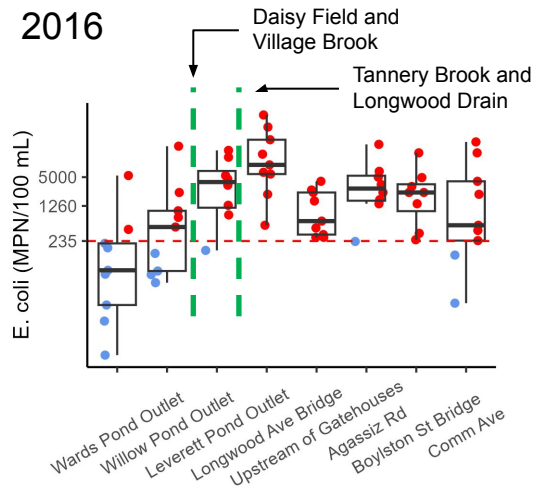 2016
Daisy Field and
Village Brook
Tannery Brook and
Longwood Drain
E. coli (MPN/100 mL)
5000
1260
235
Wards Pond Outlet
Willow Pond Outlet
Leverett Pond Outlet
Longwood Ave Bridge
Upstream of Gatehouses
Agassiz Rd
Boylston St Bridge
Comm Ave